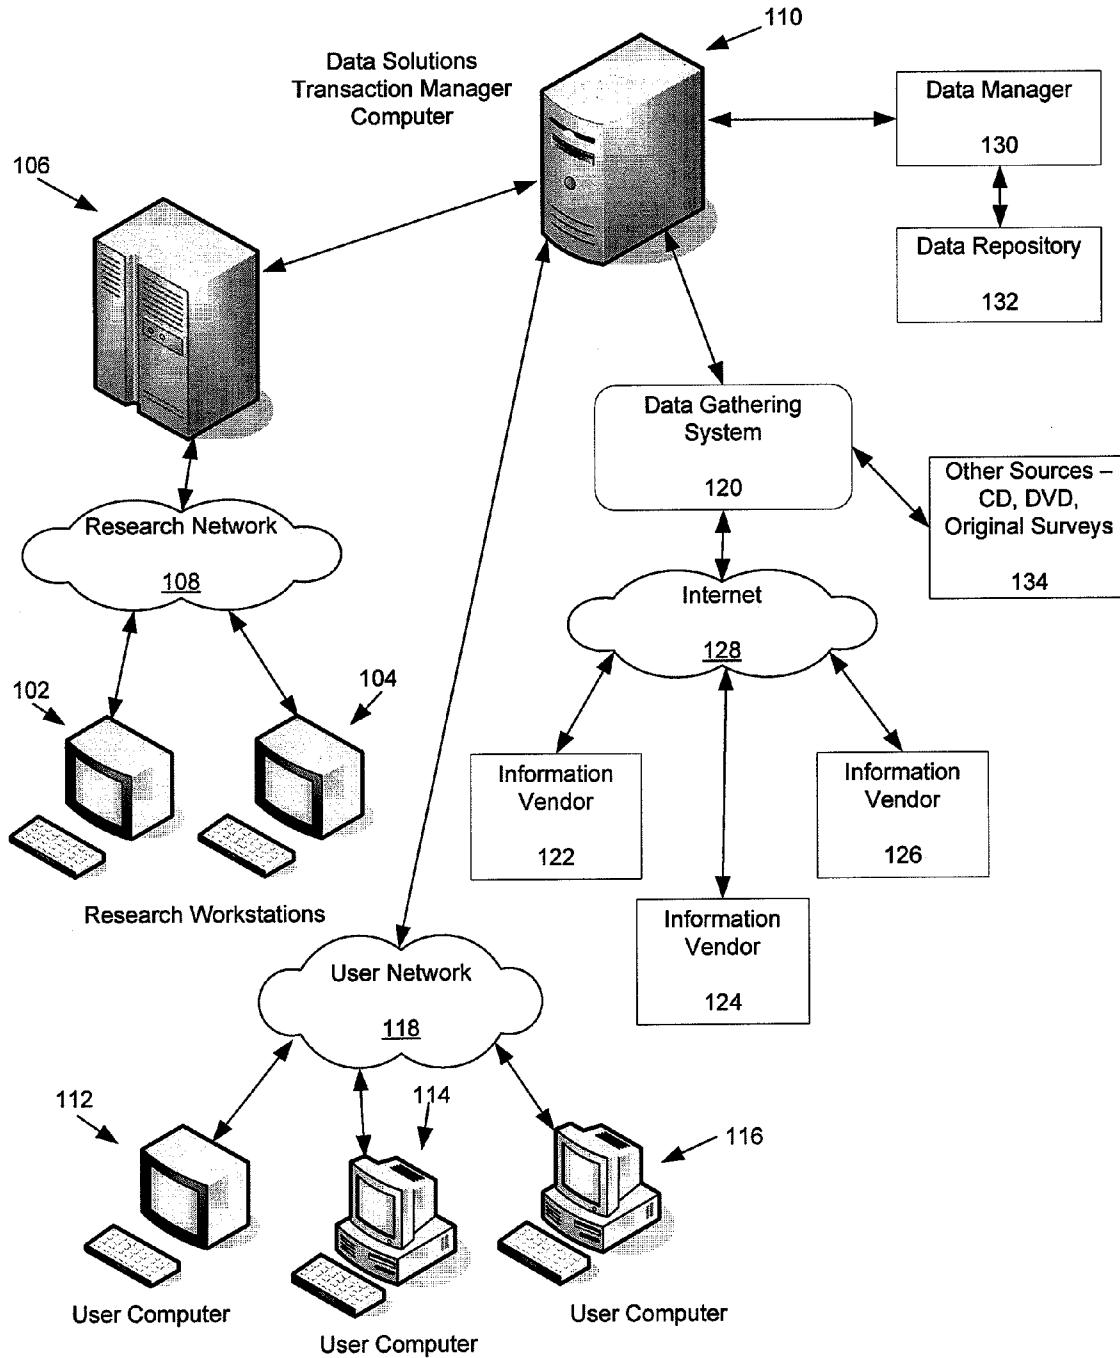 110
Data Solutions
Transaction Manager
Computer
Data Manager
130
106
Data Repository
132
Data Gathering
System
120
Other Sources –
CD, DVD,
Original Surveys
134
Research Network
108
Internet
128
102
104
Information
Vendor
122
Information
Vendor
126
Research Workstations
Information
Vendor
124
User Network
118
112
114
116
User Computer
User Computer
User Computer